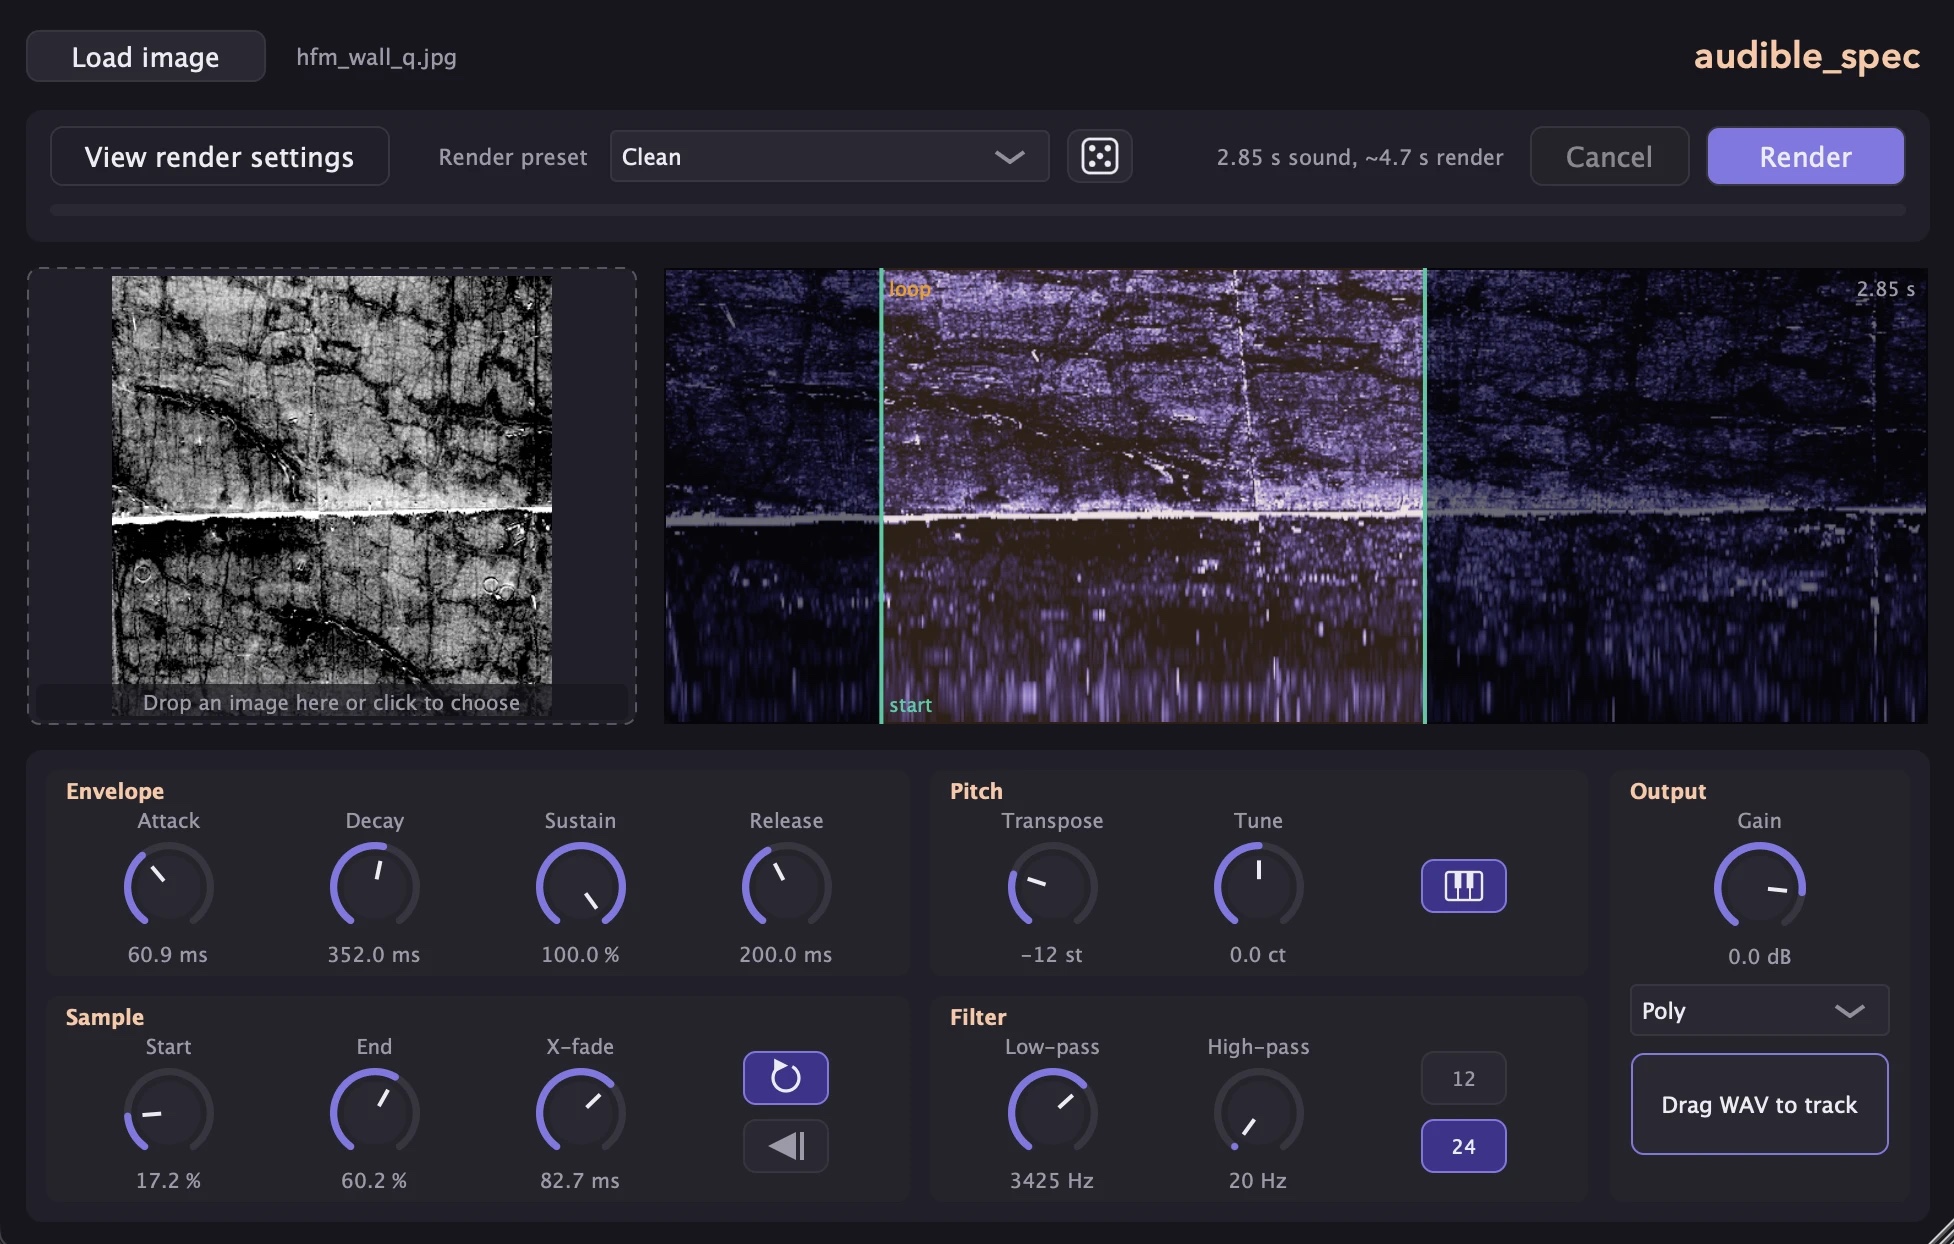 Load image
hfm_wall_q.jpg
audible_spec
View render settings
Render preset
Clean
2.85 s sound, ~4.7 s render
Cancel
Render
loop
2.85 s
start
Drop an image here or click to choose
Envelope
Attack
Decay
Sustain
Release
60.9 ms
352.0 ms
100.0 %
200.0 ms
Pitch
Transpose
Tune
-12 st
0.0 ct
Output
Gain
0.0 dB
Poly
Drag WAV to track
Sample
Start
End
X-fade
17.2 %
60.2 %
82.7 ms
Filter
Low-pass
High-pass
3425 Hz
20 Hz
12
24